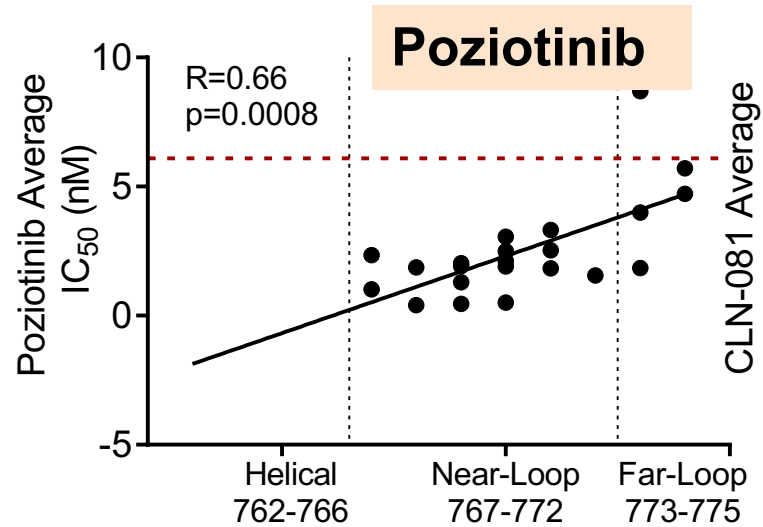 Poziotinib
R=0.66
p=0.0008
Poziotinib Average
IC50 (nM)
10
5
0
-5
Helical
762-766
Near-Loop
767-772
Far-Loop
773-775
CLN-081 Average